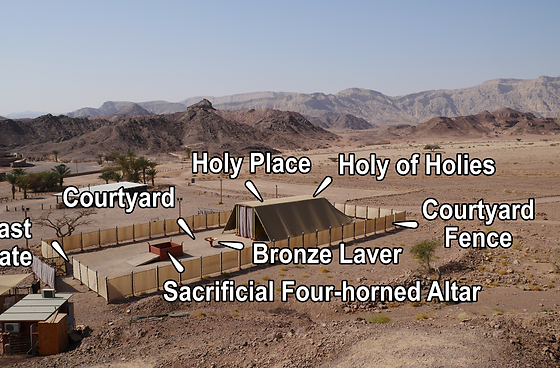 Holy Place
Holy of Holies
Courtyard
Courtyard
Fence
ast
ate
Bronze Laver
Sacrificial Four-horned Altar